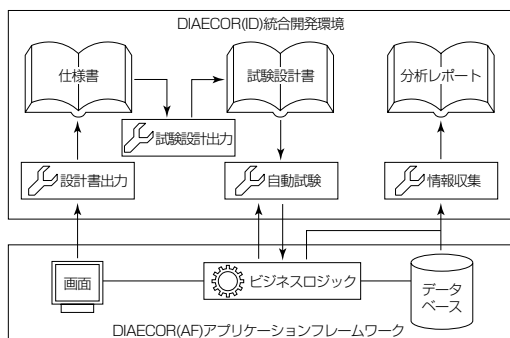 DIAECOR(ID)統合開発環境
仕様書
試験設計書
分析レポート
試験設計出力
設計書出力
自動試験
情報収集
画面
ビジネスロジック
データ
ベース
DIAECOR(AF)アプリケーションフレームワーク